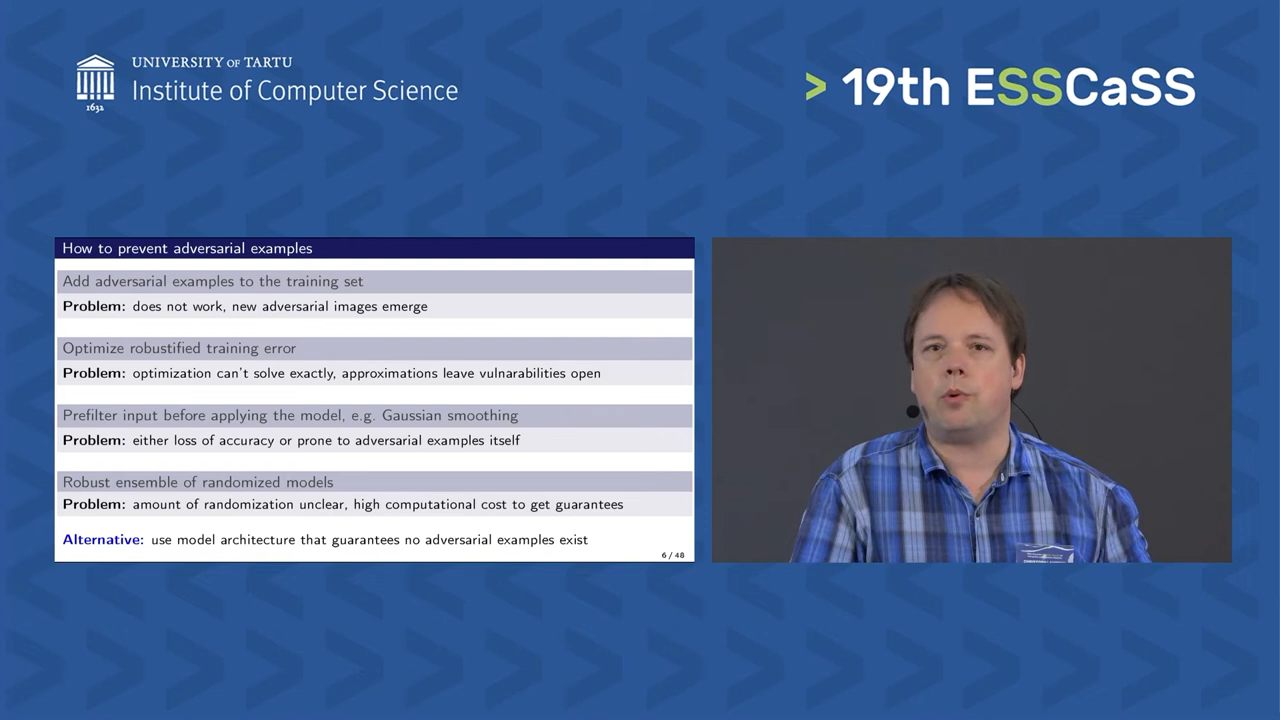 UNIVERSITY OF TARTU
Institute of Computer Science
1632
> 19th ESSCaSS
How to prevent adversarial examples
Add adversarial examples to the training set
Problem: does not work, new adversarial images emerge
Optimize robustified training error
Problem: optimization can't solve exactly, approximations leave vulnarabilities open
Prefilter input before applying the model, e.g. Gaussian smoothing
Problem: either loss of accuracy or prone to adversarial examples itself
Robust ensemble of randomized models
Problem: amount of randomization unclear, high computational cost to get guarantees
Alternative: use model architecture that guarantees no adversarial examples exist
6 / 48